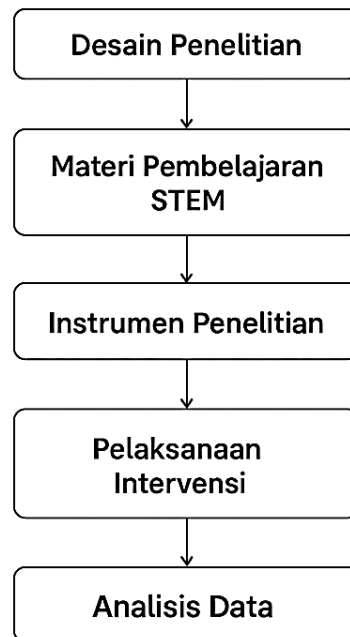 Desain Penelitian
Materi Pembelajaran
STEM
Instrumen Penelitian
Pelaksanaan
Intervensi
Analisis Data